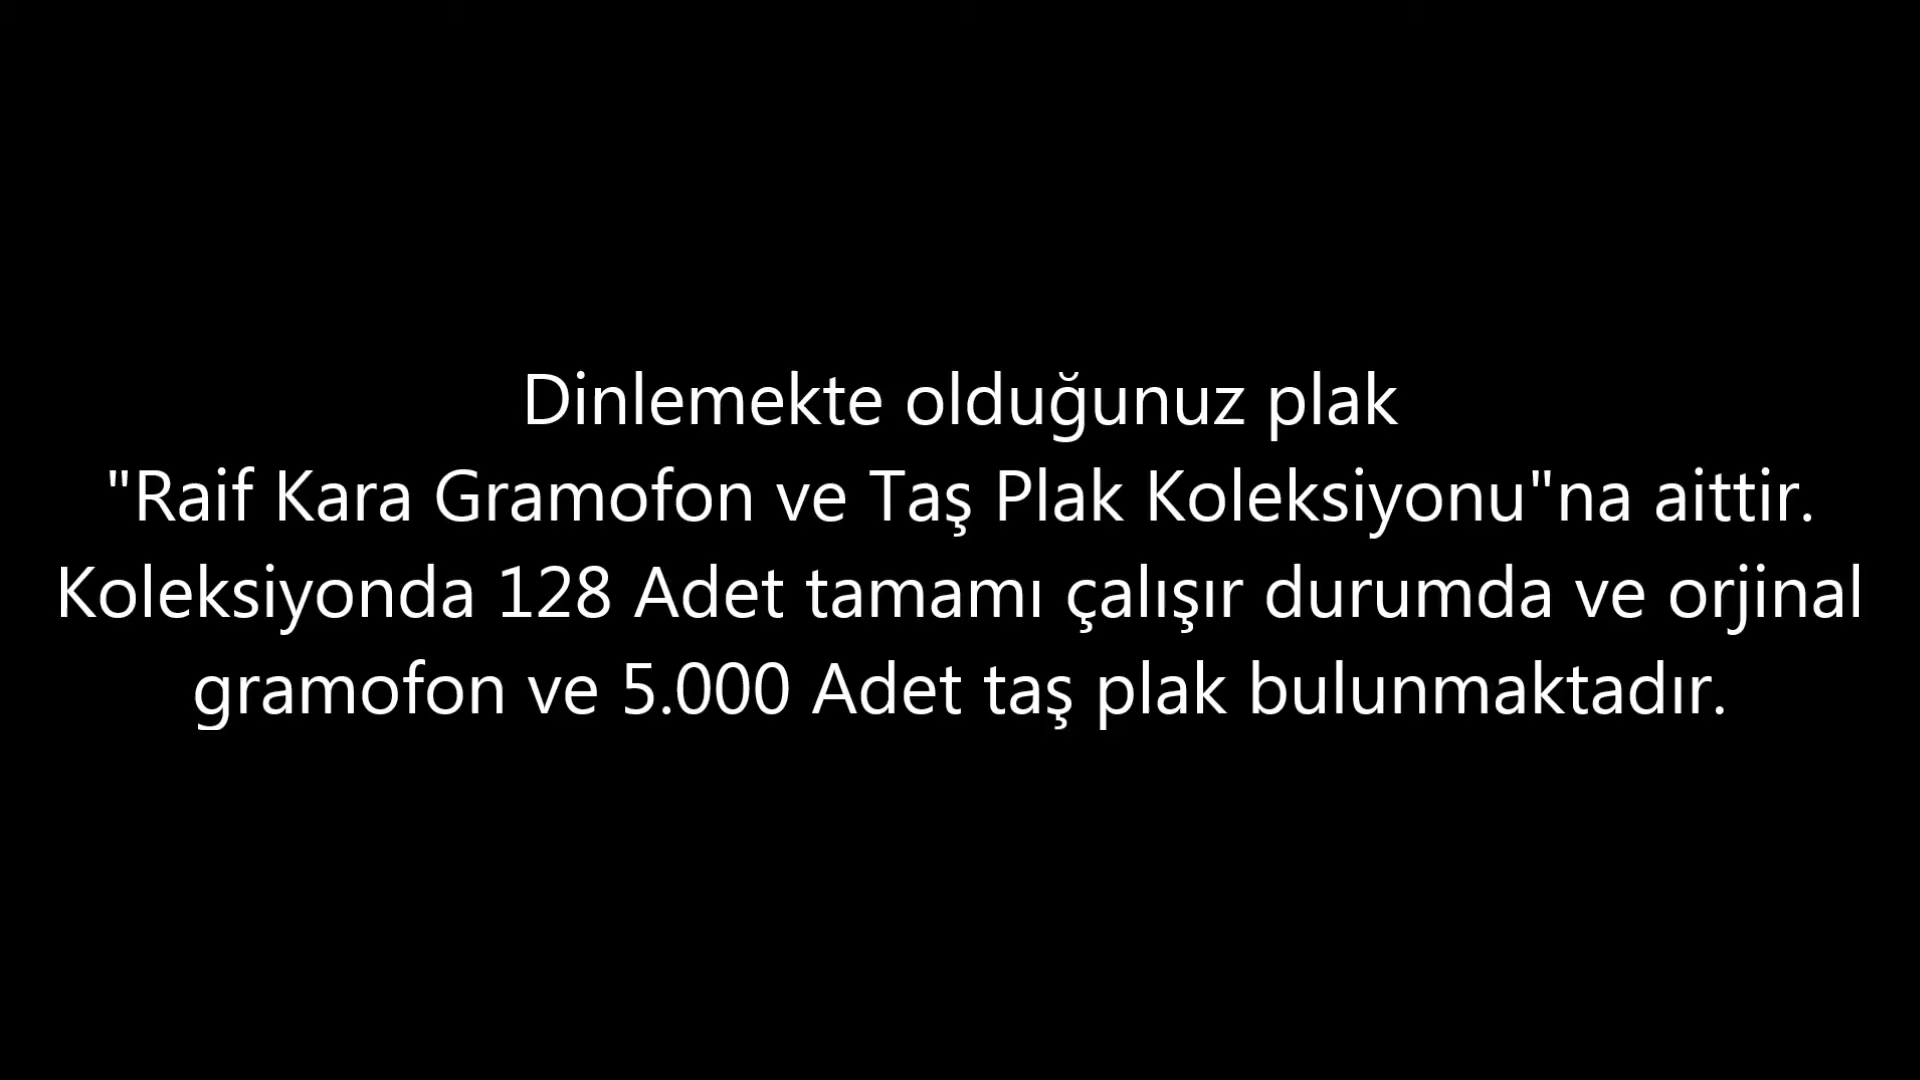 Dinlemekte olduğunuz plak
"Raif Kara Gramofon ve Taş Plak Koleksiyonu"na aittir.
Koleksiyonda 128 Adet tamamı çalışır durumda ve orjinal
gramofon ve 5.000 Adet taş plak bulunmaktadır.